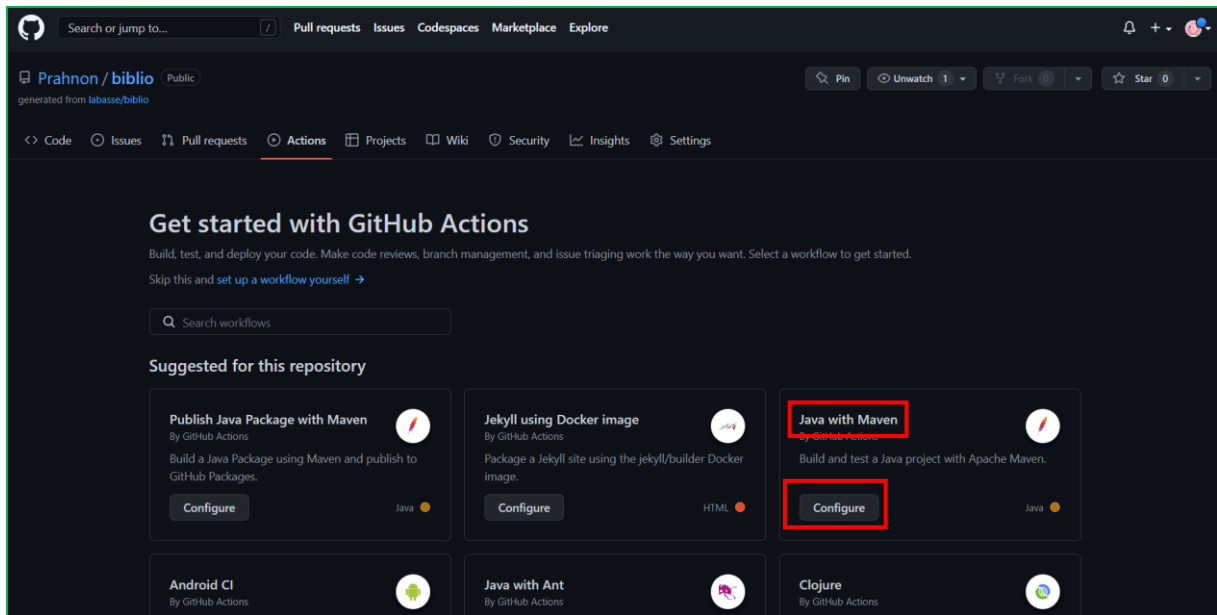 Search or jump to... /
Pull requests Issues Codespaces Marketplace Explore
Prahnon / biblio Public
generated from labasse/biblio
Pin Unwatch 1 Fork 0 Star 0
Code Issues Pull requests Actions Projects Wiki Security Insights Settings
Get started with GitHub Actions
Build, test, and deploy your code. Make code reviews, branch management, and issue triaging work the way you want. Select a workflow to get started.
Skip this and set up a workflow yourself →
Search workflows
Suggested for this repository
Publish Java Package with Maven
By GitHub Actions
Build a Java Package using Maven and publish to
GitHub Packages.
Configure Java
Jekyll using Docker image
By GitHub Actions
Package a Jekyll site using the jekyll/builder Docker
image.
Configure HTML
Java with Maven
By GitHub Actions
Build and test a Java project with Apache Maven.
Configure Java
Android CI
By GitHub Actions
Java with Ant
By GitHub Actions
Clojure
By GitHub Actions